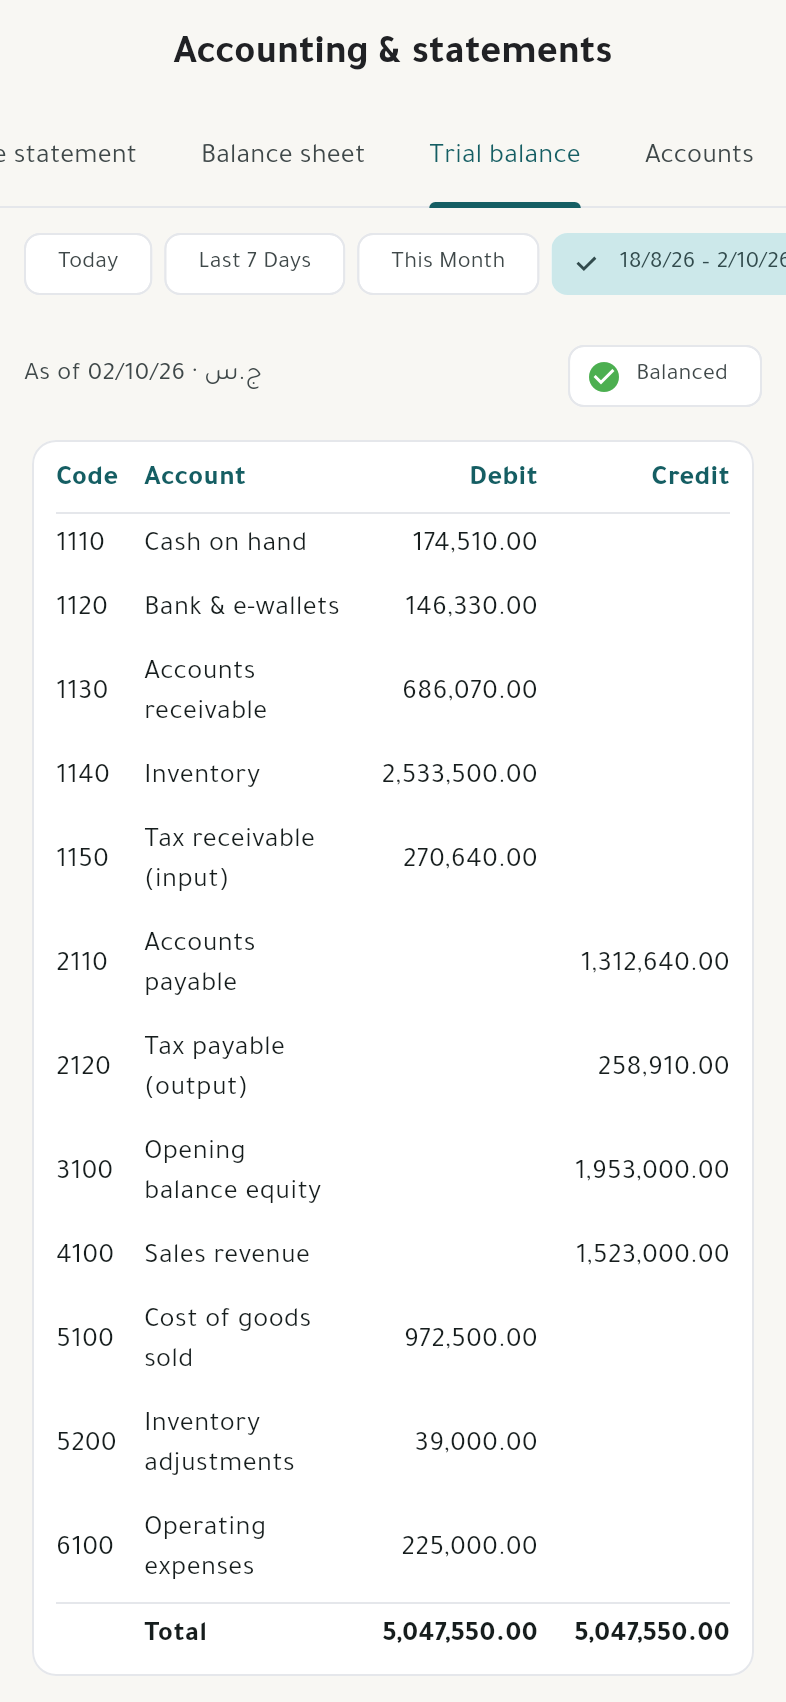 Accounting & statements
e statement Balance sheet Trial balance Accounts
Today Last 7 Days This Month 18/8/26 - 2/10/26
As of 02/10/26 · ج.س Balanced
Code Account Debit Credit
1110 Cash on hand 174,510.00
1120 Bank & e-wallets 146,330.00
1130 Accounts receivable 686,070.00
1140 Inventory 2,533,500.00
1150 Tax receivable (input) 270,640.00
2110 Accounts payable 1,312,640.00
2120 Tax payable (output) 258,910.00
3100 Opening balance equity 1,953,000.00
4100 Sales revenue 1,523,000.00
5100 Cost of goods sold 972,500.00
5200 Inventory adjustments 39,000.00
6100 Operating expenses 225,000.00
Total 5,047,550.00 5,047,550.00